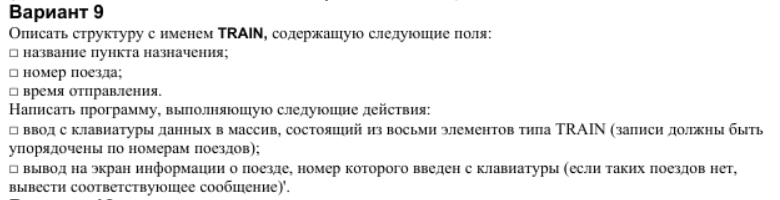 Вариант 9
Описать структуру с именем TRAIN, содержащую следующие поля:
□ название пункта назначения;
□ номер поезда;
□ время отправления.
Написать программу, выполняющую следующие действия:
□ ввод с клавиатуры данных в массив, состоящий из восьми элементов типа TRAIN (записи должны быть
упорядочены по номерам поездов);
□ вывод на экран информации о поезде, номер которого введен с клавиатуры (если таких поездов нет,
вывести соответствующее сообщение)'.